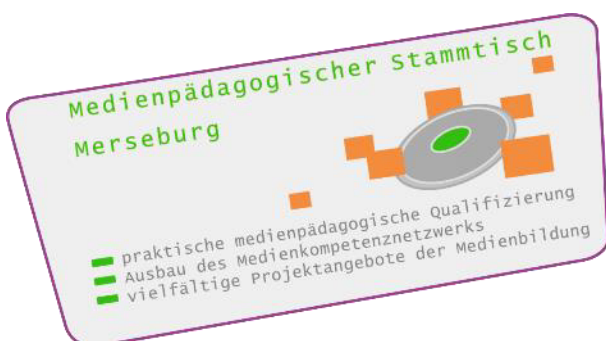 Medienpädagogischer Stammtisch
Merseburg
praktische medienpädagogische Qualifizierung
Ausbau des Medienkompetenznetzwerks
vielfältige Projektangebote der Medienbildung